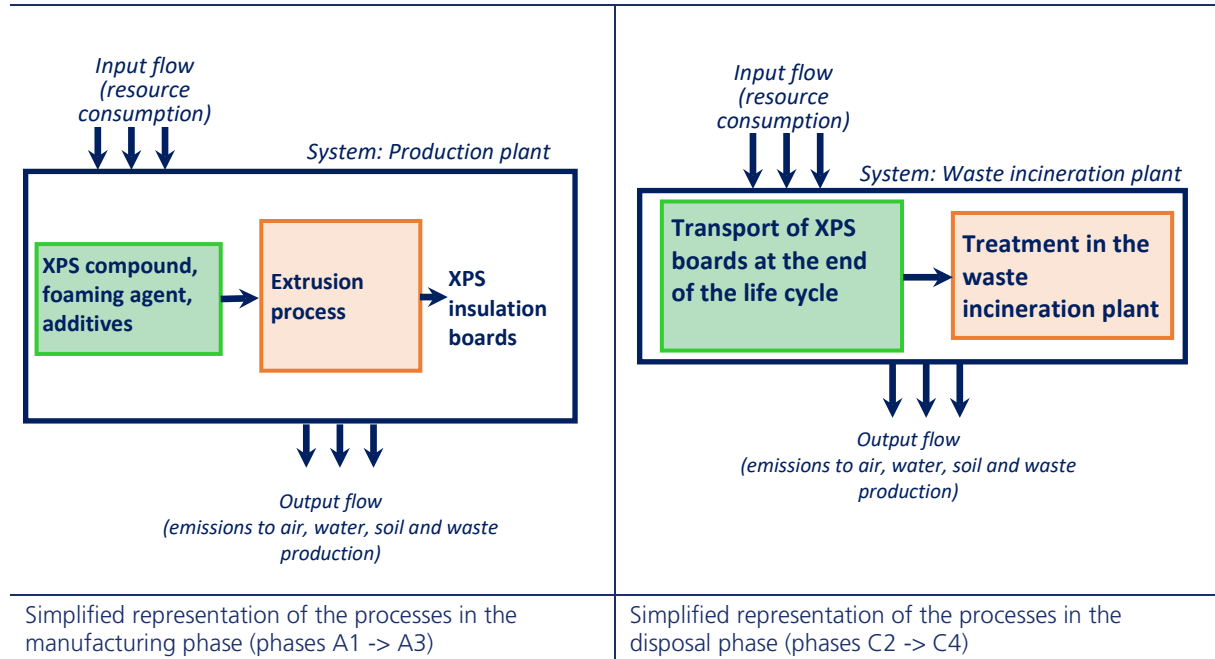 Input flow
(resource
consumption)
System: Production plant
XPS compound,
foaming agent,
additives
Extrusion
process
XPS
insulation
boards
Output flow
(emissions to air, water, soil and waste
production)
Simplified representation of the processes in the
manufacturing phase (phases A1 -> A3)
Input flow
(resource
consumption)
System: Waste incineration plant
Transport of XPS
boards at the end
of the life cycle
Treatment in the
waste
incineration plant
Output flow
(emissions to air, water, soil and waste
production)
Simplified representation of the processes in the
disposal phase (phases C2 -> C4)